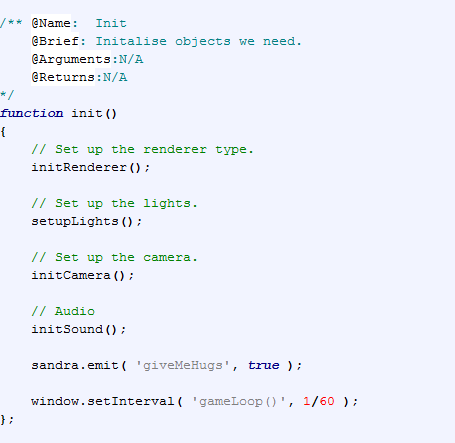 /** @Name:  Init
    @Brief: Initalise objects we need.
    @Arguments:N/A
    @Returns:N/A
*/
function init()
{
    // Set up the renderer type.
    initRenderer();

    // Set up the lights.
    setupLights();

    // Set up the camera.
    initCamera();

    // Audio
    initSound();

    sandra.emit( 'giveMeHugs', true );

    window.setInterval( 'gameLoop()', 1/60 );
};